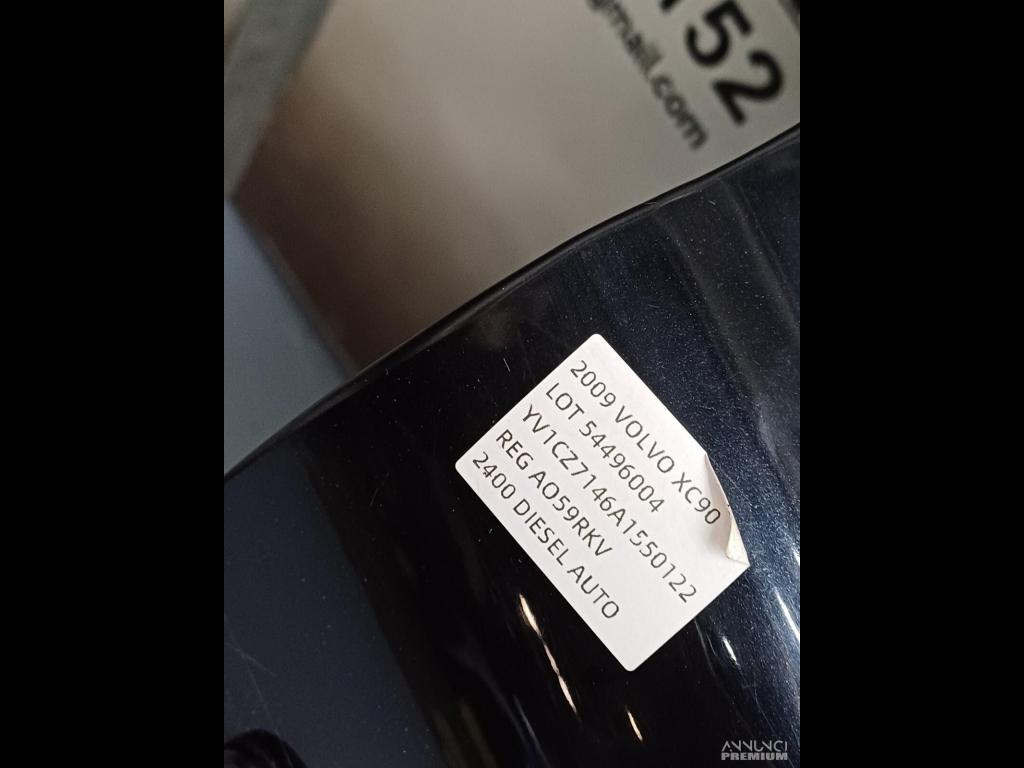 152
@gmail.com
2009 VOLVO XC90
LOT 54496004
YV1CZ7146A1550122
REG AO59RKV
2400 DIESEL AUTO
ANNUNCI
PREMIUM